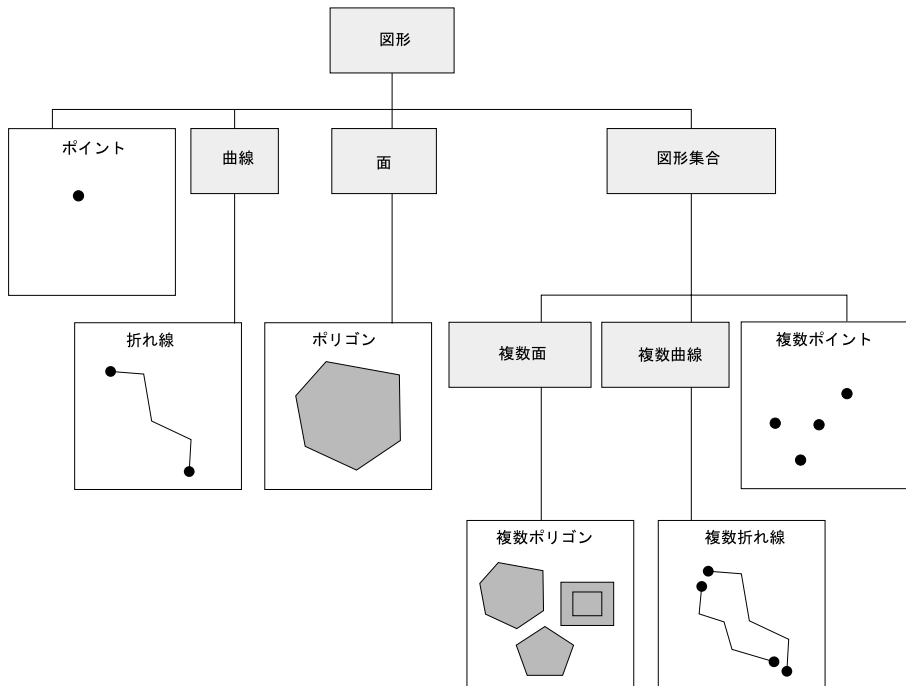 図形
ポイント
曲線
面
図形集合
折れ線
ポリゴン
複数面
複数曲線
複数ポイント
複数ポリゴン
複数折れ線